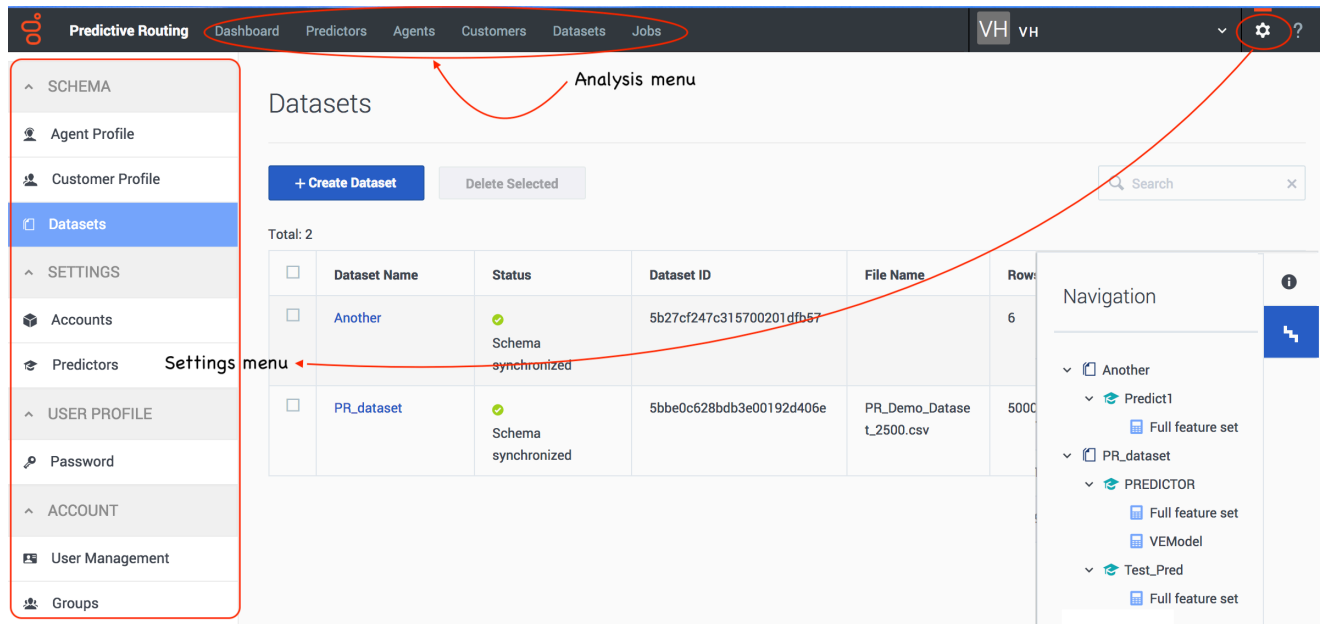 Predictive Routing Dashboard Predictors Agents Customers Datasets Jobs VH VH ?
Analysis menu
SCHEMA
Agent Profile
Customer Profile
Datasets
SETTINGS
Accounts
Predictors
USER PROFILE
Password
ACCOUNT
User Management
Groups
Settings menu
Datasets
+ Create Dataset Delete Selected Search
Total: 2
Dataset Name Status Dataset ID File Name Rows
Another Schema synchronized 5b27cf247c315700201dfb57 6
PR_dataset Schema synchronized 5bbe0c628bdb3e00192d406e PR_Demo_Datase
t_2500.csv 5000
Navigation
Another
Predict1
Full feature set
PR_dataset
PREDICTOR
Full feature set
VEModel
Test_Pred
Full feature set